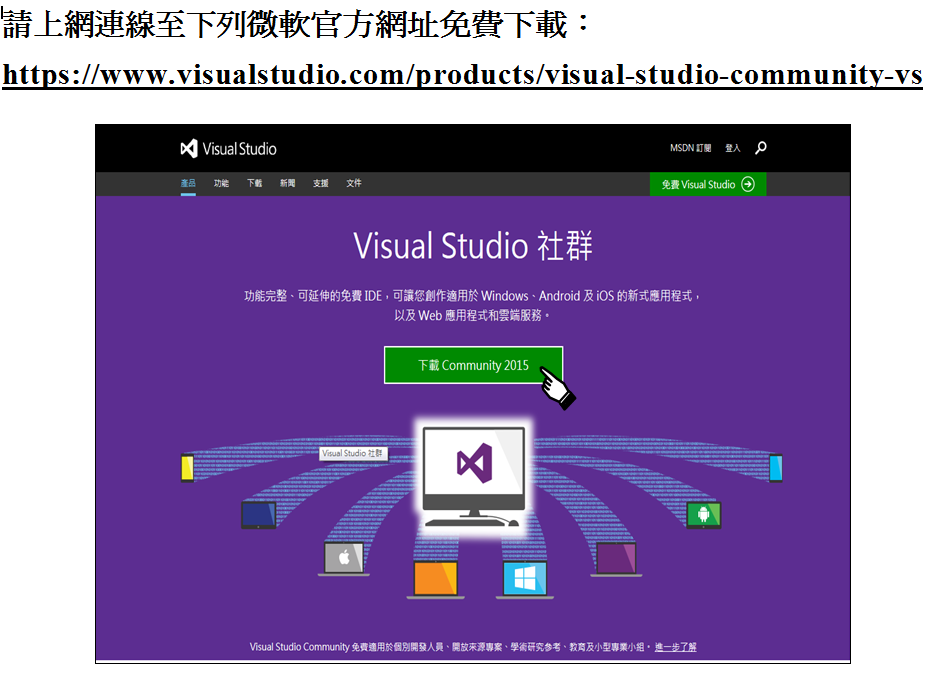 請上網連線至下列微軟官方網址免費下載：
https://www.visualstudio.com/products/visual-studio-community-vs
Visual Studio
MSDN 訂閱 登入
產品 功能 下載 新聞 支援 文件
免費 Visual Studio
Visual Studio 社群
功能完整、可延伸的免費 IDE，可讓您創作適用於 Windows、Android 及 iOS 的新式應用程式，
以及 Web 應用程式和雲端服務。
下載 Community 2015
Visual Studio 社群
Visual Studio Community 免費適用於個別開發人員、開放來源專案、學術研究參考、教育及小型專業小組。 進一步了解